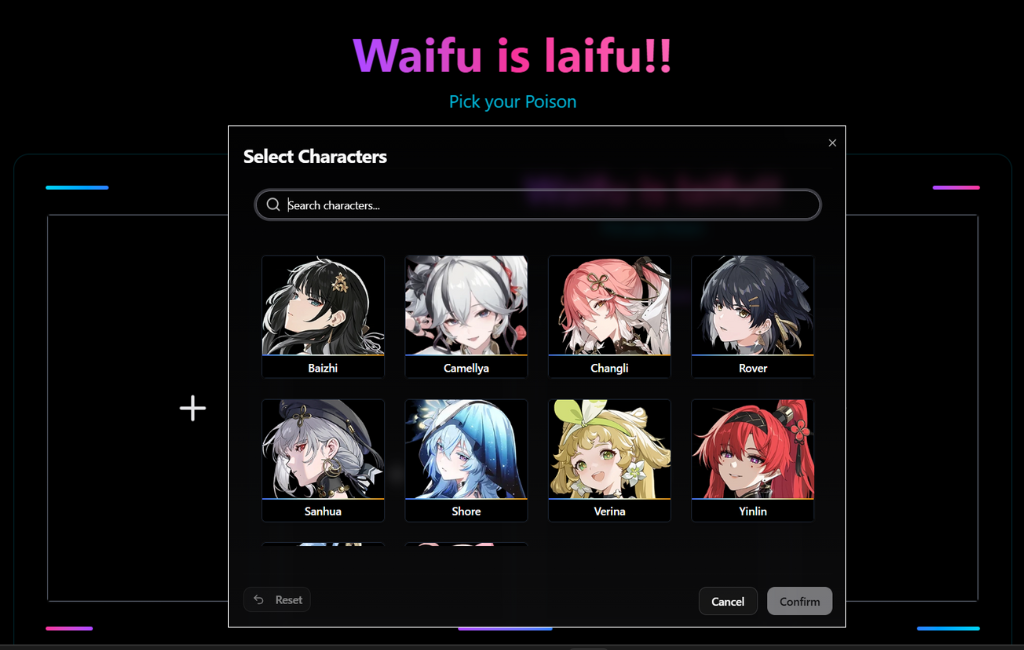 Waifu is laifu!!
Pick your Poison
Select Characters
Search characters...
Baizhi
Camellya
Changli
Rover
Sanhua
Shore
Verina
Yinlin
Reset
Cancel
Confirm